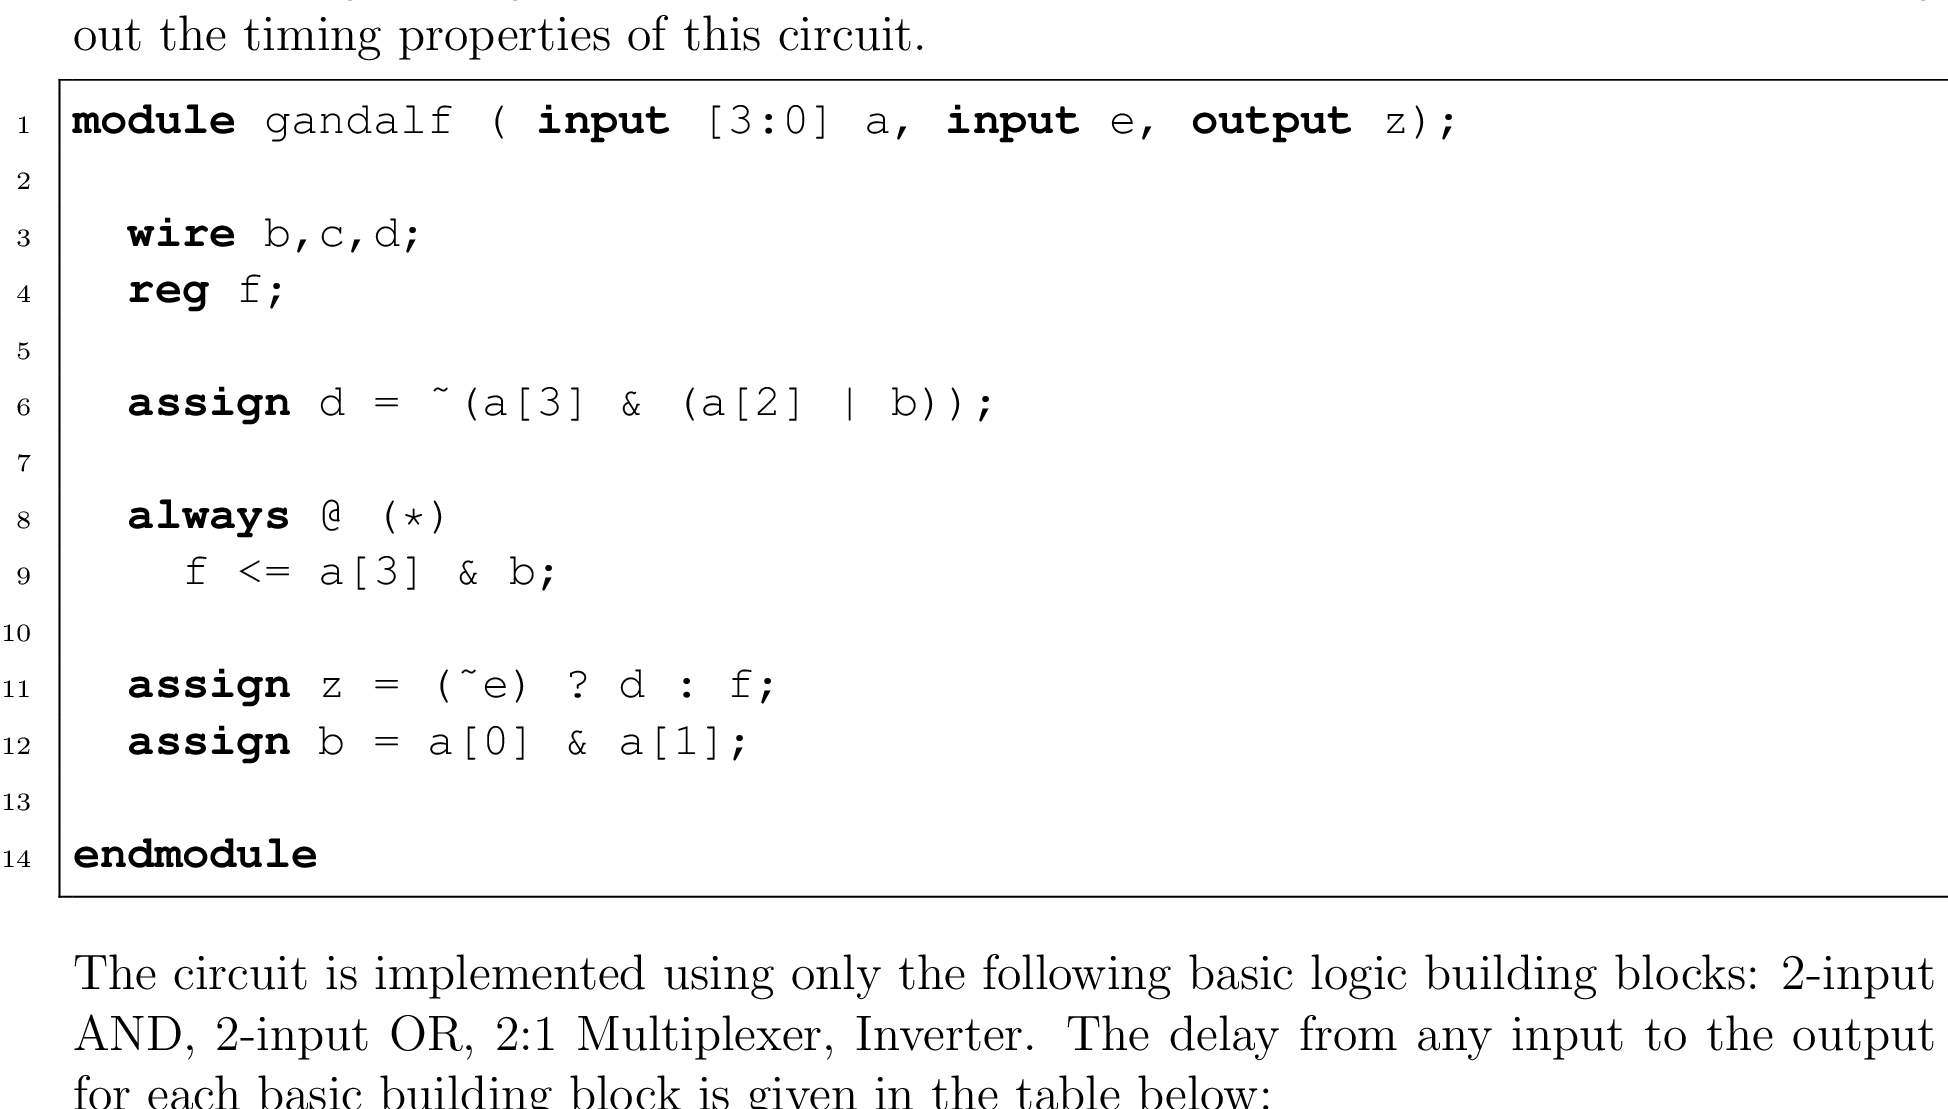 out the timing properties of this circuit.
1 module gandalf ( input [3:0] a, input e, output z);
2
3 wire b,c,d;
4 reg f;
5
6 assign d = ~(a[3] & (a[2] | b));
7
8 always @ (*)
9 f <= a[3] & b;
10
11 assign z = (~e) ? d : f;
12 assign b = a[0] & a[1];
13
14 endmodule
The circuit is implemented using only the following basic logic building blocks: 2-input
AND, 2-input OR, 2:1 Multiplexer, Inverter. The delay from any input to the output
for each basic building block is given in the table below: